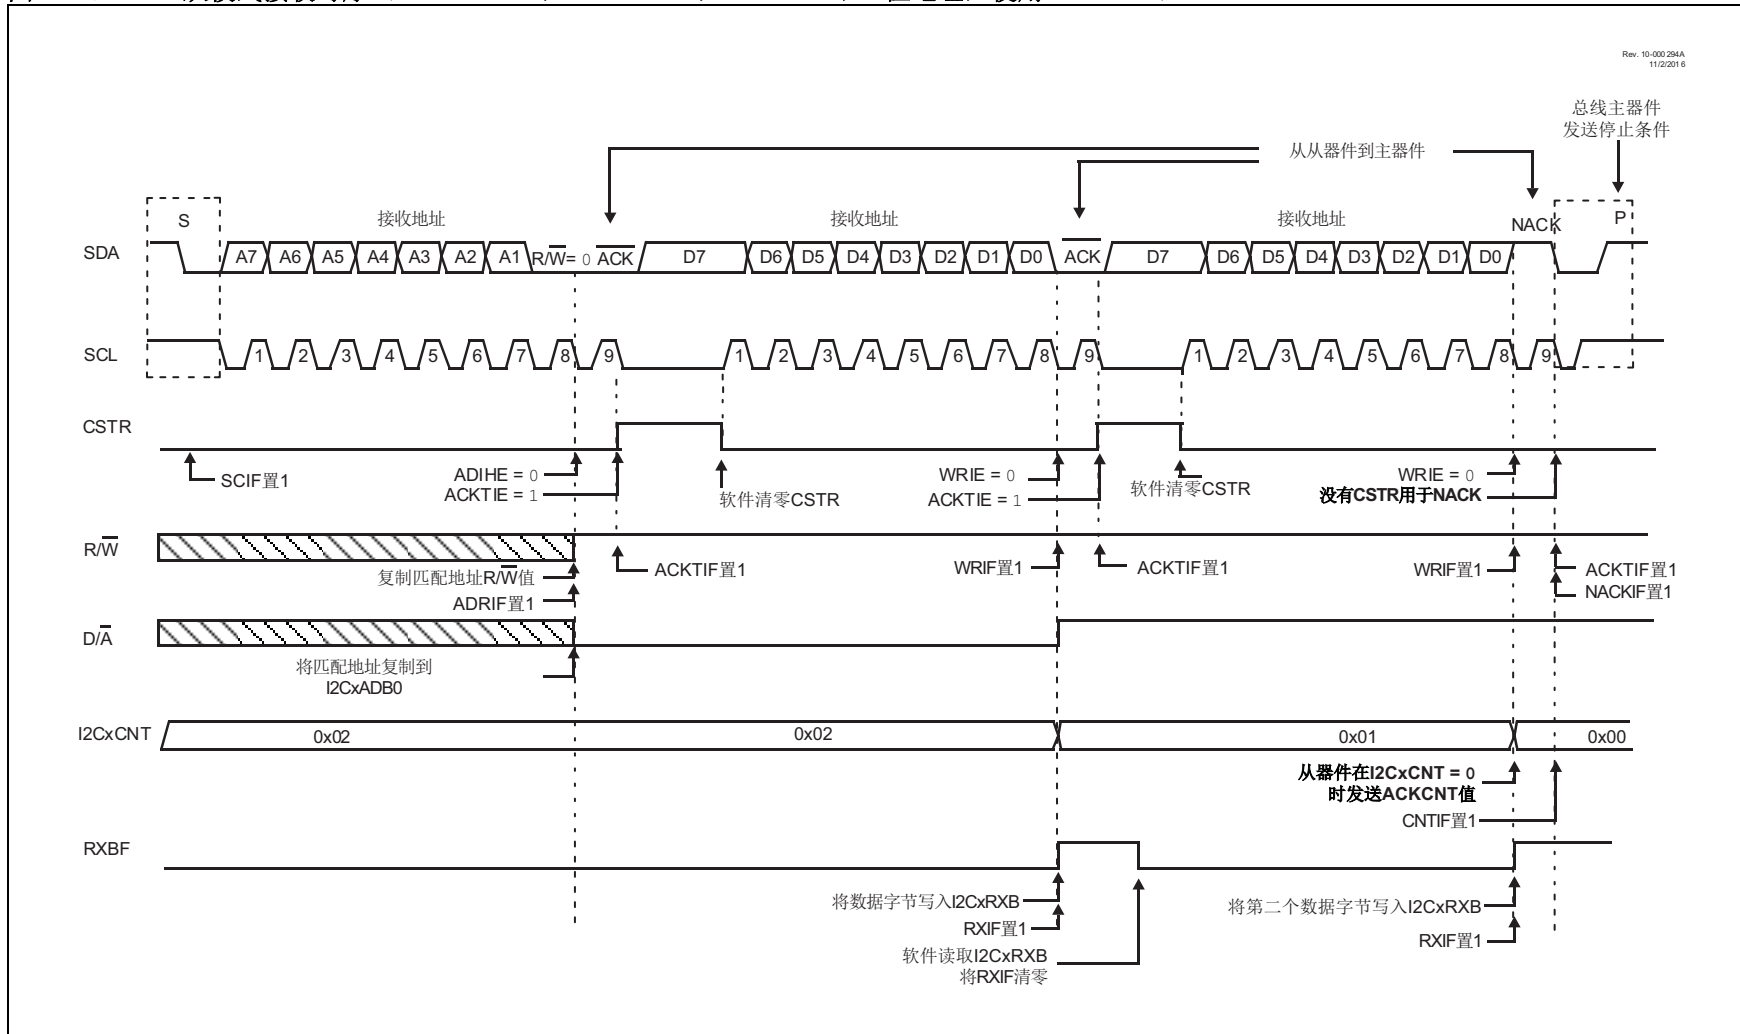 Rev. 10-000 294A
11/2/2016
总线主器件
发送停止条件
从从器件到主器件
S
接收地址
接收地址
接收地址
NACK
P
SDA
A7 A6 A5 A4 A3 A2 A1 R/W= 0 ACK D7 D6 D5 D4 D3 D2 D1 D0 ACK D7 D6 D5 D4 D3 D2 D1 D0
SCL
1 2 3 4 5 6 7 8 9 1 2 3 4 5 6 7 8 9 1 2 3 4 5 6 7 8 9
CSTR
SCIF置1
ADIHE = 0
ACKTIE = 1
软件清零CSTR
WRIE = 0
ACKTIE = 1
软件清零CSTR
WRIE = 0
没有CSTR用于NACK
R/W
复制匹配地址R/W值
ADRIF置1
ACKTIF置1
WRIF置1
ACKTIF置1
WRIF置1
ACKTIF置1
NACKIF置1
D/A
将匹配地址复制到
I2CxADB0
I2CxCNT
0x02
0x02
0x01
0x00
从器件在I2CxCNT = 0
时发送ACKCNT值
CNTIF置1
RXBF
将数据字节写入I2CxRXB
RXIF置1
软件读取I2CxRXB
将RXIF清零
将第二个数据字节写入I2CxRXB
RXIF置1